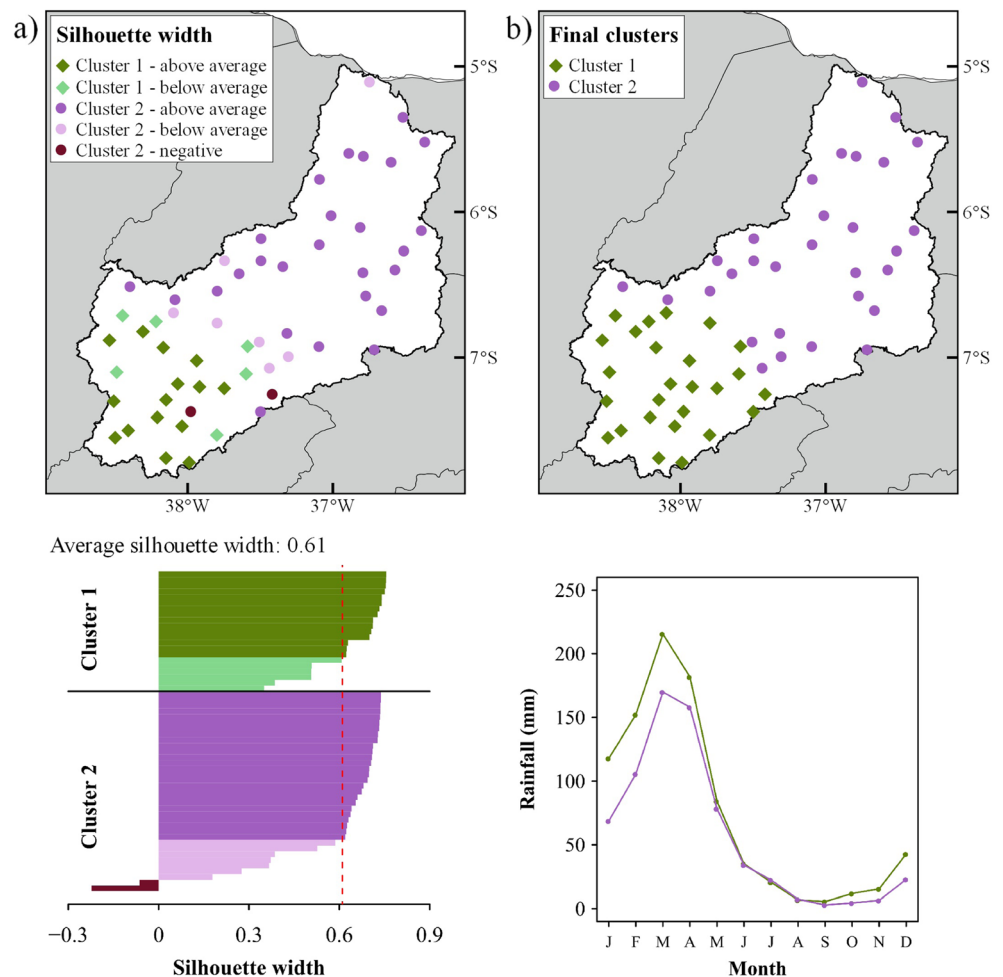 a)
Silhouette width
Cluster 1 - above average
Cluster 1 - below average
Cluster 2 - above average
Cluster 2 - below average
Cluster 2 - negative
38°W
37°W
b)
Final clusters
Cluster 1
Cluster 2
5°S
6°S
7°S
5°S
6°S
7°S
38°W
37°W
Average silhouette width: 0.61
Cluster 1
Cluster 2
−0.3
0
0.3
0.6
0.9
Silhouette width
250
200
150
100
50
0
Rainfall (mm)
J F M A M J J A S O N D
Month